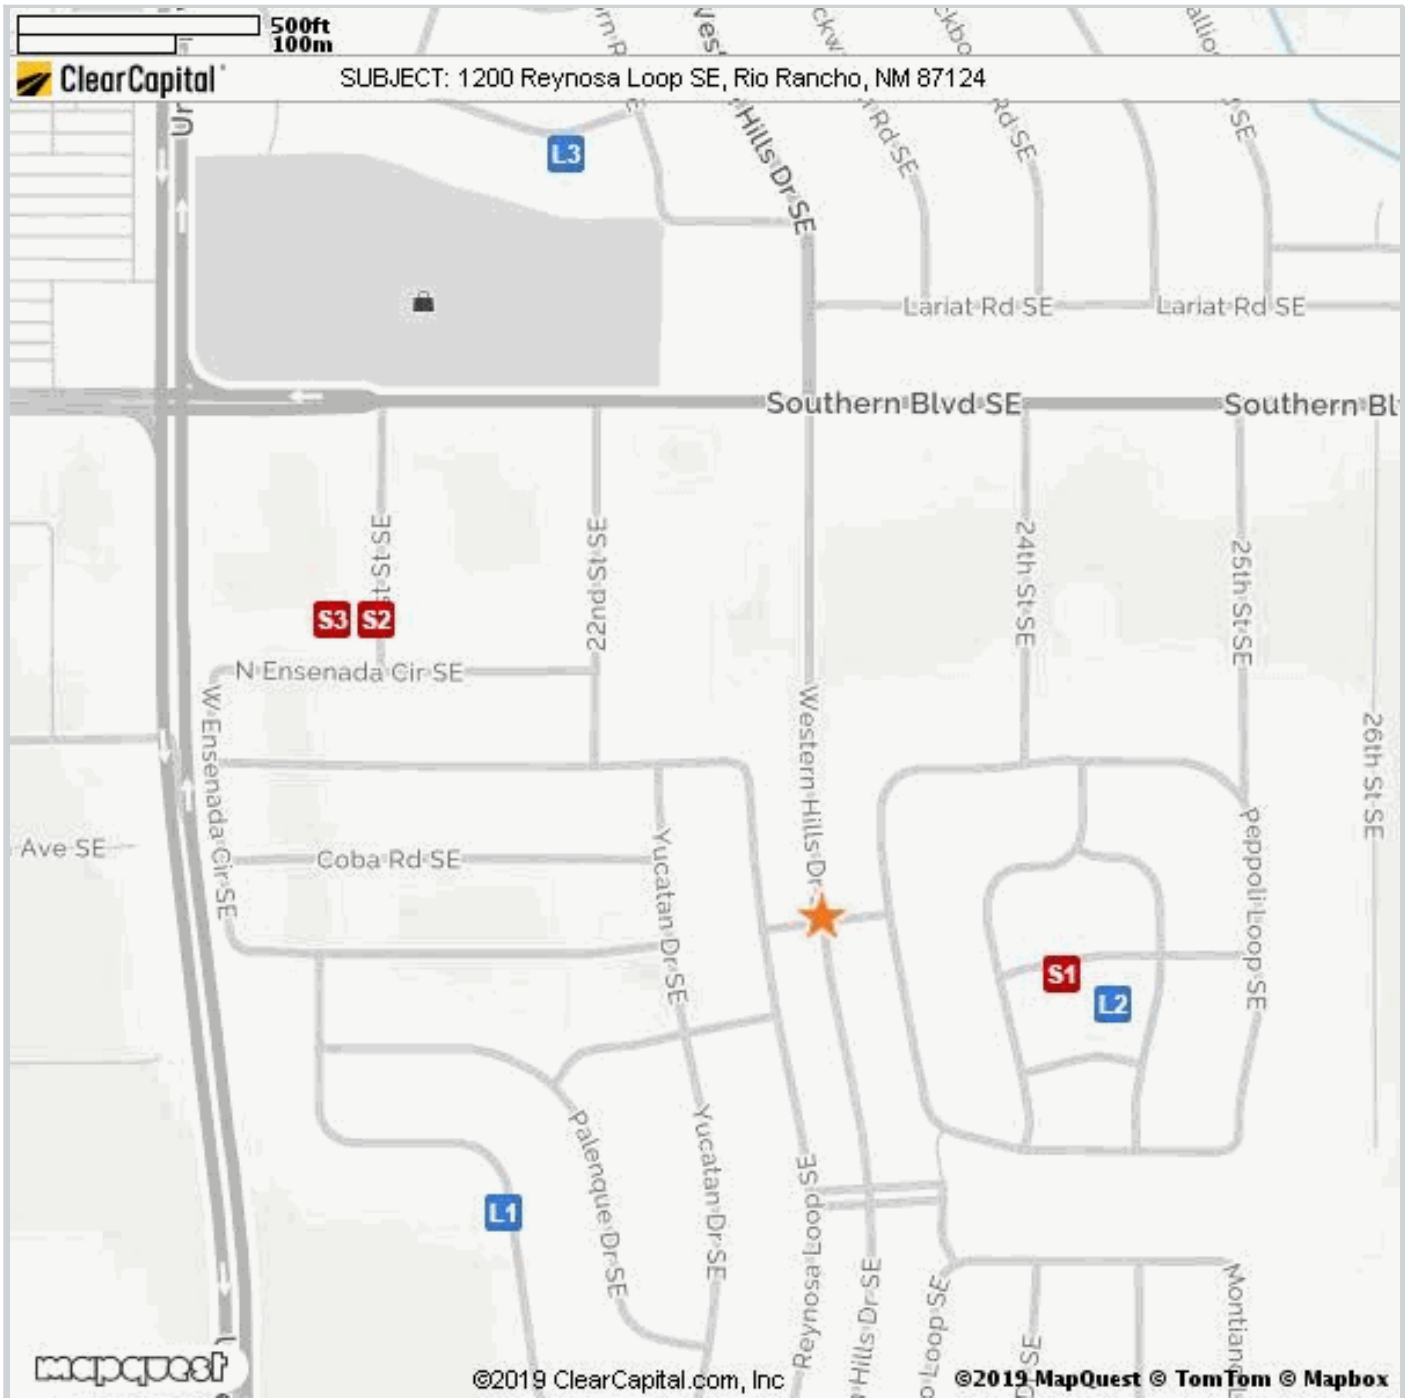 500ft
100m
ClearCapital
SUBJECT: 1200 Reynosa Loop SE, Rio Rancho, NM 87124
L3
Hills Dr SE
Rd SE
Rd SE
SE
Lariat Rd SE
Lariat Rd SE
Southern Blvd SE
Southern Bl
St SE
22nd St SE
24th St SE
25th St SE
26th St SE
S3
S2
N Ensenada Cir SE
W Ensenada Cir SE
Western Hills Dr
Ave SE
Coba Rd SE
Yucatan Dr SE
Peppoli Loop SE
S1
L2
Palenque Dr SE
Yucatan Dr SE
L1
Reynosa Loop SE
Hills Dr SE
o Loop SE
SE
Montiano
mapquest
©2019 ClearCapital.com, Inc
©2019 MapQuest © TomTom © Mapbox